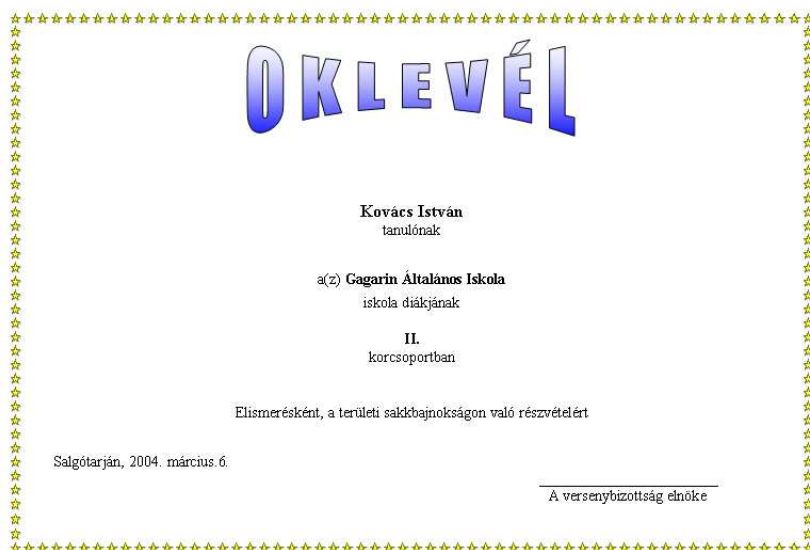 OKLEVÉL
Kovács István
tanulónak
a(z) Gagarin Általános Iskola
iskola diákjának
II.
korcsoportban
Elismerésként, a területi sakkbajnokságon való részvételért
Salgótarján, 2004. március.6.
A versenybizottság elnöke